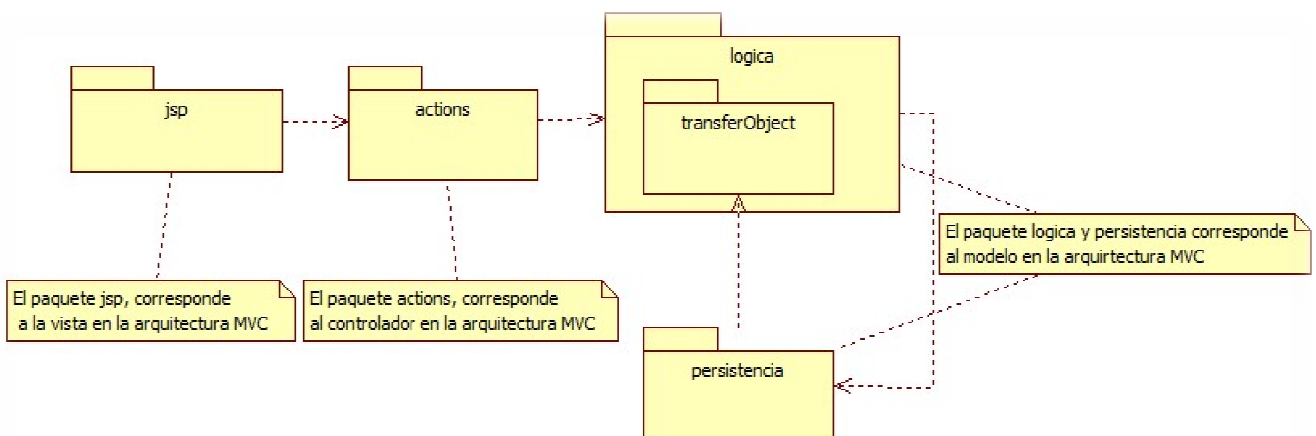 logica
jsp
actions
transferObject
El paquete logica y persistencia corresponde
al modelo en la arquirtectura MVC
El paquete jsp, corresponde
a la vista en la arquitectura MVC
El paquete actions, corresponde
al controlador en la arquitectura MVC
persistencia